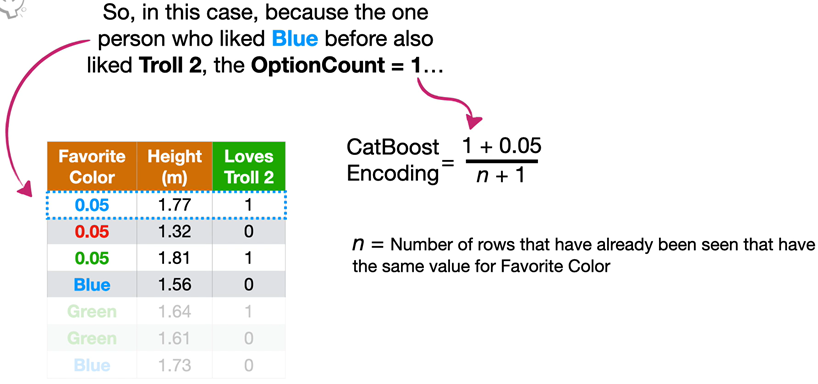 So, in this case, because the one
person who liked Blue before also
liked Troll 2, the OptionCount = 1...
CatBoost Encoding = 1 + 0.05 / n + 1
n = Number of rows that have already been seen that have
the same value for Favorite Color
Favorite Color Height (m) Loves Troll 2
0.05 1.77 1
0.05 1.32 0
0.05 1.81 1
Blue 1.56 0
Green 1.64 1
Green 1.61 0
Blue 1.73 0